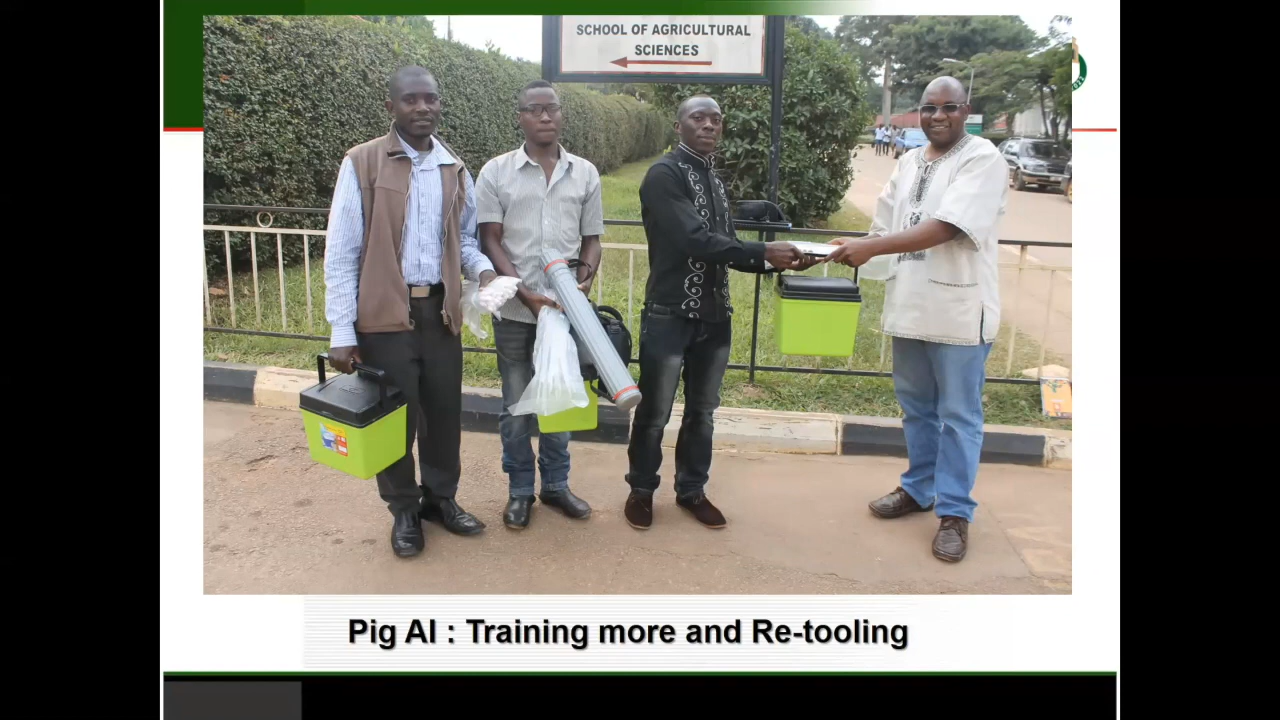 SCHOOL OF AGRICULTURAL
SCIENCES
Pig AI : Training more and Re-tooling